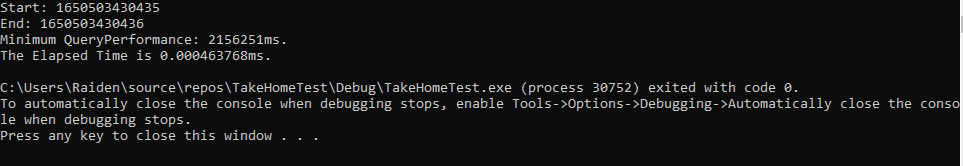 Start: 1650503430435
End: 1650503430436
Minimum QueryPerformance: 2156251ms.
The Elapsed Time is 0.000463768ms.
C:\Users\Raiden\source\repos\TakeHomeTest\Debug\TakeHomeTest.exe (process 30752) exited with code 0.
To automatically close the console when debugging stops, enable Tools->Options->Debugging->Automatically close the conso
le when debugging stops.
Press any key to close this window . . .